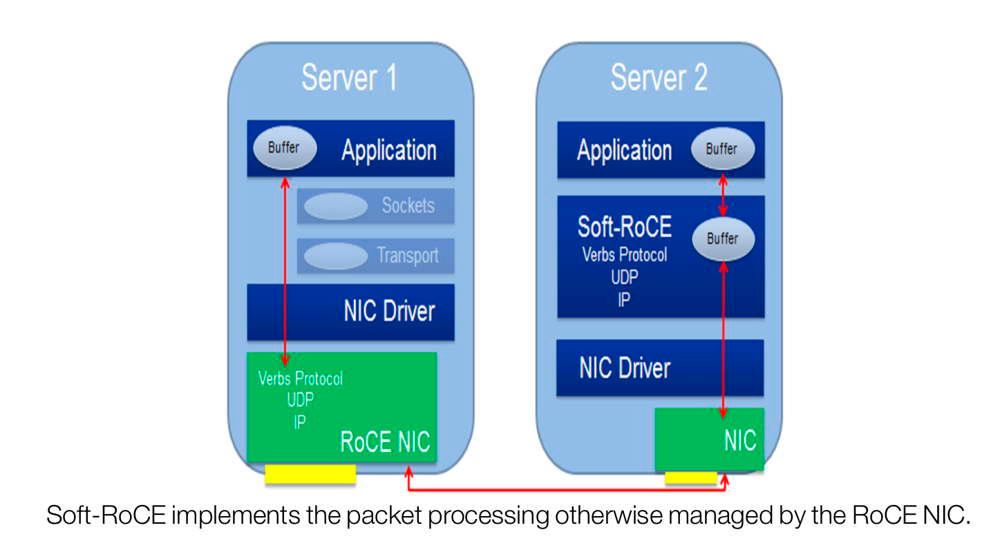 Server 1
Buffer
Application
Sockets
Transport
NIC Driver
Verbs Protocol
UDP
IP
RoCE NIC
Server 2
Application
Buffer
Soft-RoCE
Buffer
Verbs Protocol
UDP
IP
NIC Driver
NIC
Soft-RoCE implements the packet processing otherwise managed by the RoCE NIC.